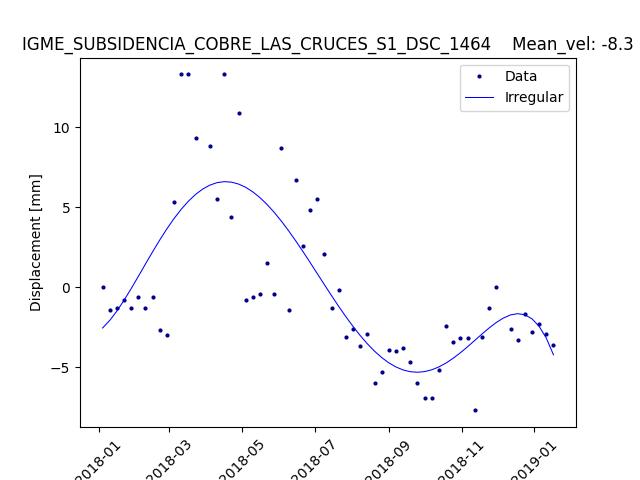 IGME_SUBSIDENCIA_COBRE_LAS_CRUCES_S1_DSC_1464    Mean_vel: -8.3
Data
Irregular
Displacement [mm]
10
5
0
−5
2018-01
2018-03
2018-05
2018-07
2018-09
2018-11
2019-01